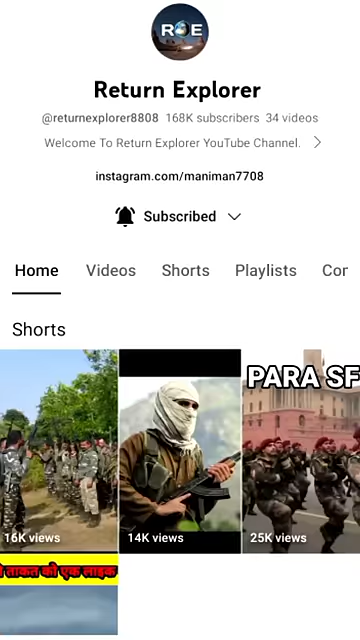 R E
Return Explorer
@returnexplorer8808 168K subscribers 34 videos
Welcome To Return Explorer YouTube Channel.
instagram.com/maniman7708
Subscribed
Home Videos Shorts Playlists Cor
Shorts
PARA SF
16K views 14K views 25K views
ताकत को एक लाइक